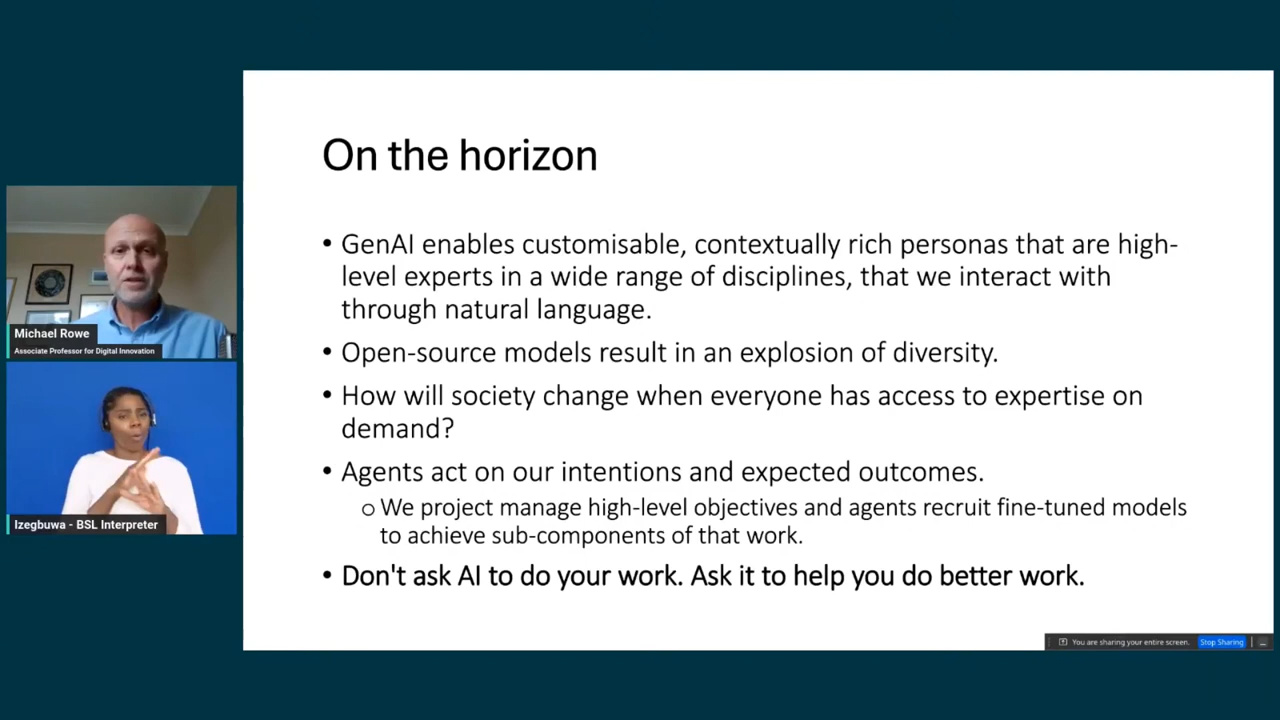 On the horizon
• GenAI enables customisable, contextually rich personas that are high-
level experts in a wide range of disciplines, that we interact with
through natural language.
• Open-source models result in an explosion of diversity.
• How will society change when everyone has access to expertise on
demand?
• Agents act on our intentions and expected outcomes.
o We project manage high-level objectives and agents recruit fine-tuned models
to achieve sub-components of that work.
• Don't ask AI to do your work. Ask it to help you do better work.
Michael Rowe
Associate Professor for Digital Innovation
Izegbuwa - BSL Interpreter
You are sharing your entire screen.
Stop Sharing